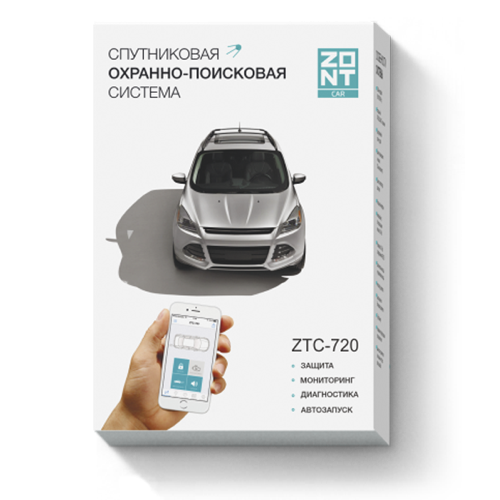 СПУТНИКОВАЯ
ОХРАННО-ПОИСКОВАЯ
СИСТЕМА
ZONT
CAR
ZTC-720
ЗАЩИТА
МОНИТОРИНГ
ДИАГНОСТИКА
АВТОЗАПУСК